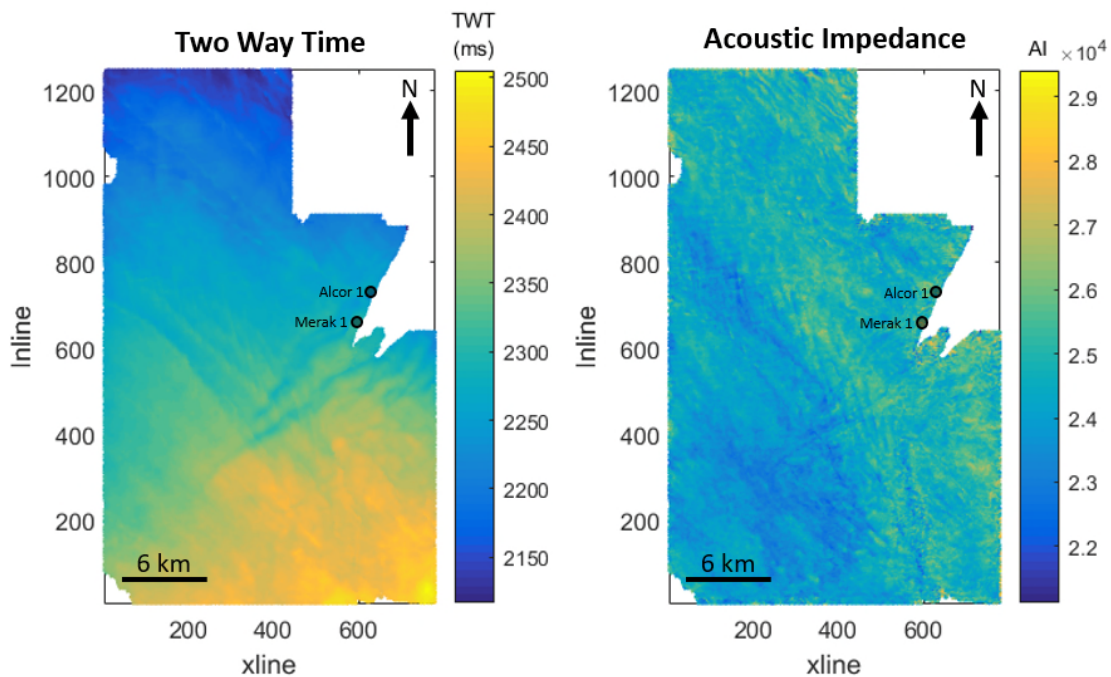 Two Way Time
TWT
(ms)
N
1200
1000
800
600
400
200
Inline
Alcor 1
Merak 1
6 km
200
400
600
xline
2500
2450
2400
2350
2300
2250
2200
2150
Acoustic Impedance
AI ×10⁴
N
1200
1000
800
600
400
200
Inline
Alcor 1
Merak 1
6 km
200
400
600
xline
2.9
2.8
2.7
2.6
2.5
2.4
2.3
2.2